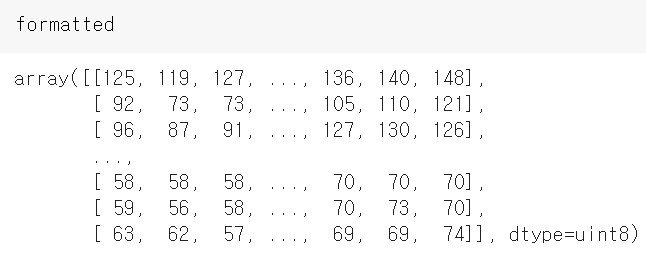 formatted
array([[125, 119, 127, ..., 136, 140, 148],
       [ 92,  73,  73, ..., 105, 110, 121],
       [ 96,  87,  91, ..., 127, 130, 126],
       ...,
       [ 58,  58,  58, ...,  70,  70,  70],
       [ 59,  56,  58, ...,  70,  73,  70],
       [ 63,  62,  57, ...,  69,  69,  74]], dtype=uint8)